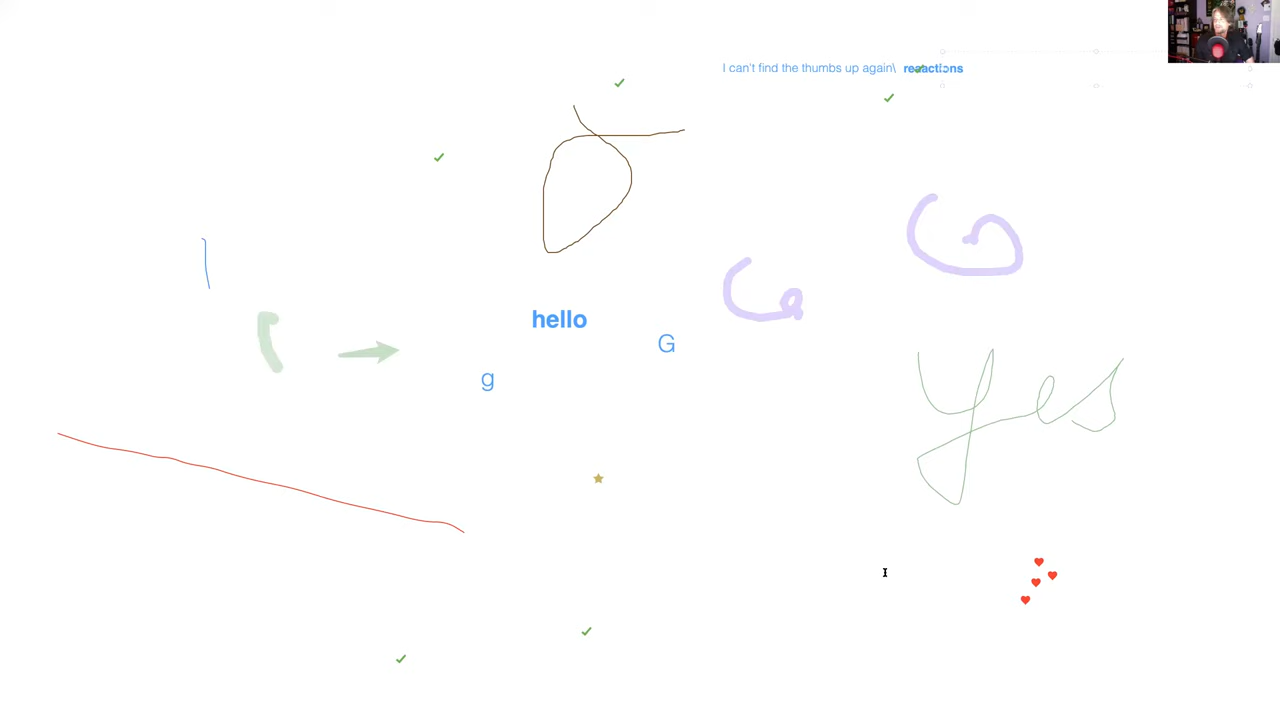 I can't find the thumbs up again\ reactions
hello
G
g
yes